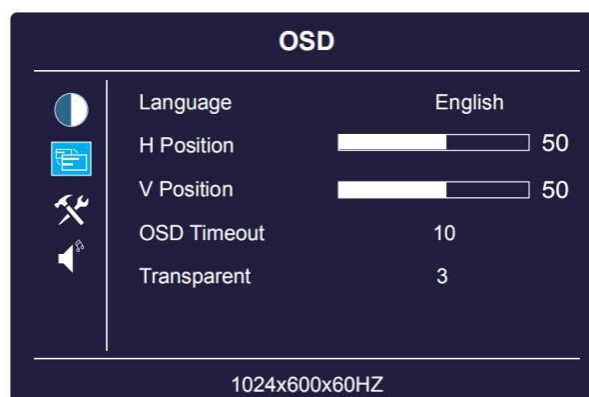 OSD
Language English
H Position 50
V Position 50
OSD Timeout 10
Transparent 3
1024x600x60HZ